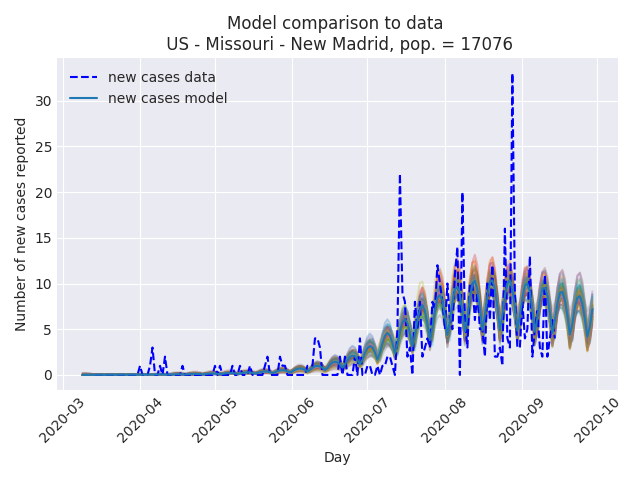 Model comparison to data
US - Missouri - New Madrid, pop. = 17076
new cases data
new cases model
Number of new cases reported
30
25
20
15
10
5
0
2020-03
2020-04
2020-05
2020-06
2020-07
2020-08
2020-09
2020-10
Day